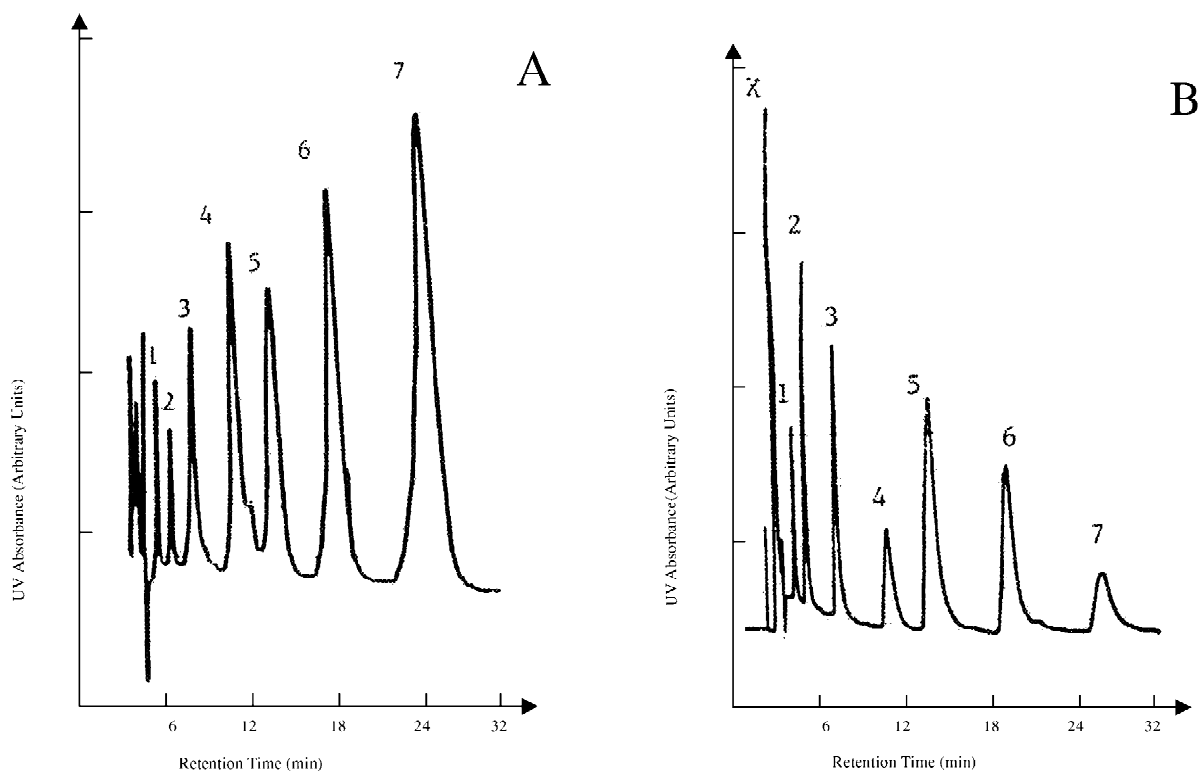 A
7
6
4
5
3
1
2
UV Absorbance (Arbitrary Units)
6 12 18 24 32
Retention Time (min)
B
X
2
3
1
5
6
4
7
UV Absorbance (Arbitrary Units)
6 12 18 24 32
Retention Time (min)